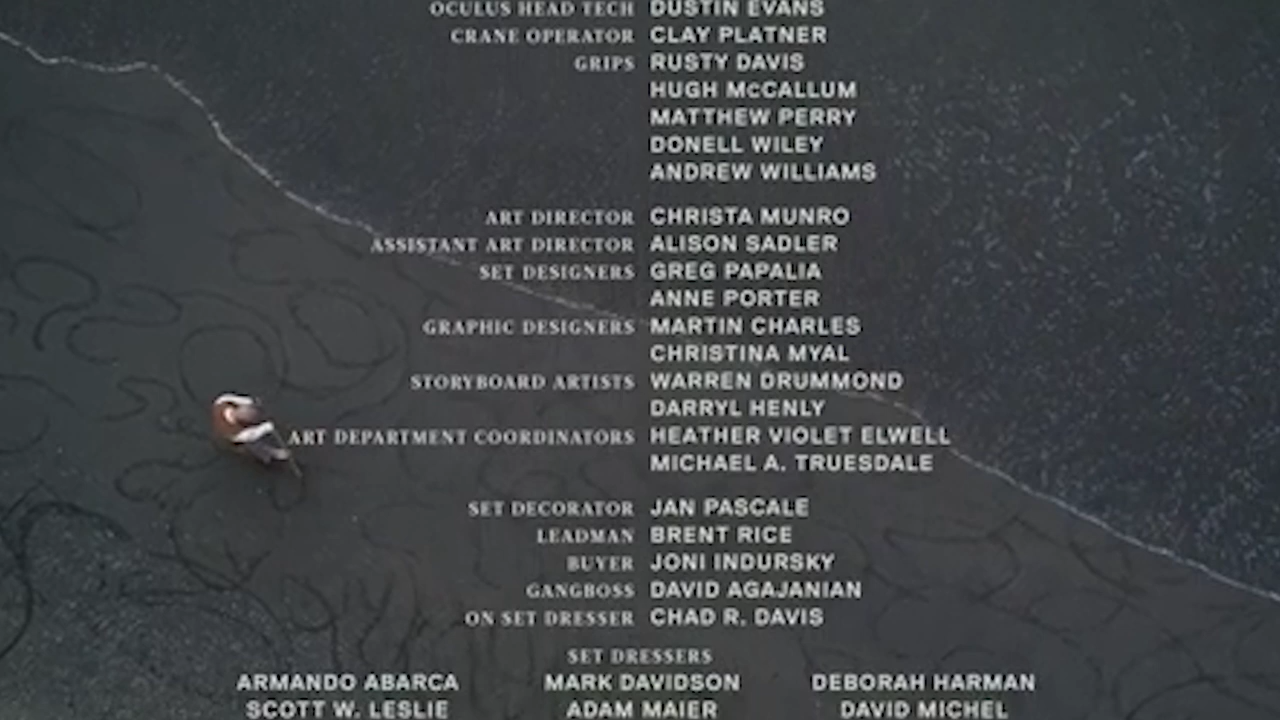 OCULUS HEAD TECH DUSTIN EVANS
CRANE OPERATOR CLAY PLATNER
GRIPS RUSTY DAVIS
HUGH McCALLUM
MATTHEW PERRY
DONELL WILEY
ANDREW WILLIAMS
ART DIRECTOR CHRISTA MUNRO
ASSISTANT ART DIRECTOR ALISON SADLER
SET DESIGNERS GREG PAPALIA
ANNE PORTER
GRAPHIC DESIGNERS MARTIN CHARLES
CHRISTINA MYAL
STORYBOARD ARTISTS WARREN DRUMMOND
DARRYL HENLY
ART DEPARTMENT COORDINATORS HEATHER VIOLET ELWELL
MICHAEL A. TRUESDALE
SET DECORATOR JAN PASCALE
LEADMAN BRENT RICE
BUYER JONI INDURSKY
GANGBOSS DAVID AGAJANIAN
ON SET DRESSER CHAD R. DAVIS
SET DRESSERS
ARMANDO ABARCA MARK DAVIDSON DEBORAH HARMAN
SCOTT W. LESLIE ADAM MAIER DAVID MICHEL